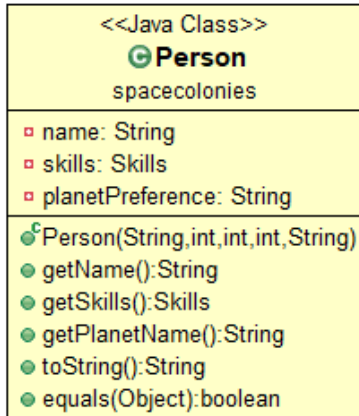 <<Java Class>>
Person
spacecolonies
name: String
skills: Skills
planetPreference: String
Person(String,int,int,int,String)
getName():String
getSkills():Skills
getPlanetName():String
toString():String
equals(Object):boolean